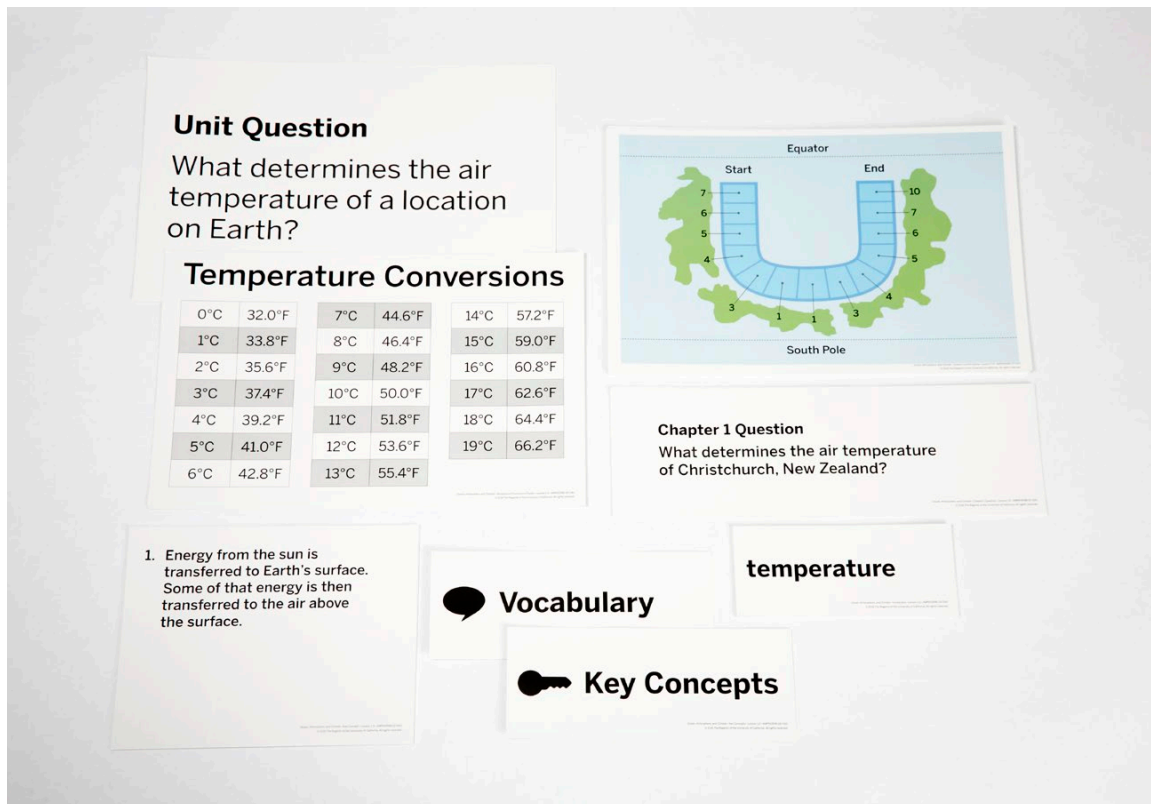 Unit Question
What determines the air
temperature of a location
on Earth?
Temperature Conversions
0°C 32.0°F 7°C 44.6°F 14°C 57.2°F
1°C 33.8°F 8°C 46.4°F 15°C 59.0°F
2°C 35.6°F 9°C 48.2°F 16°C 60.8°F
3°C 37.4°F 10°C 50.0°F 17°C 62.6°F
4°C 39.2°F 11°C 51.8°F 18°C 64.4°F
5°C 41.0°F 12°C 53.6°F 19°C 66.2°F
6°C 42.8°F 13°C 55.4°F
Equator
Start End
7 10
6 7
5 6
4 5
3 1 1 3 4
South Pole
Chapter 1 Question
What determines the air temperature
of Christchurch, New Zealand?
1. Energy from the sun is
transferred to Earth's surface.
Some of that energy is then
transferred to the air above
the surface.
Vocabulary
temperature
Key Concepts